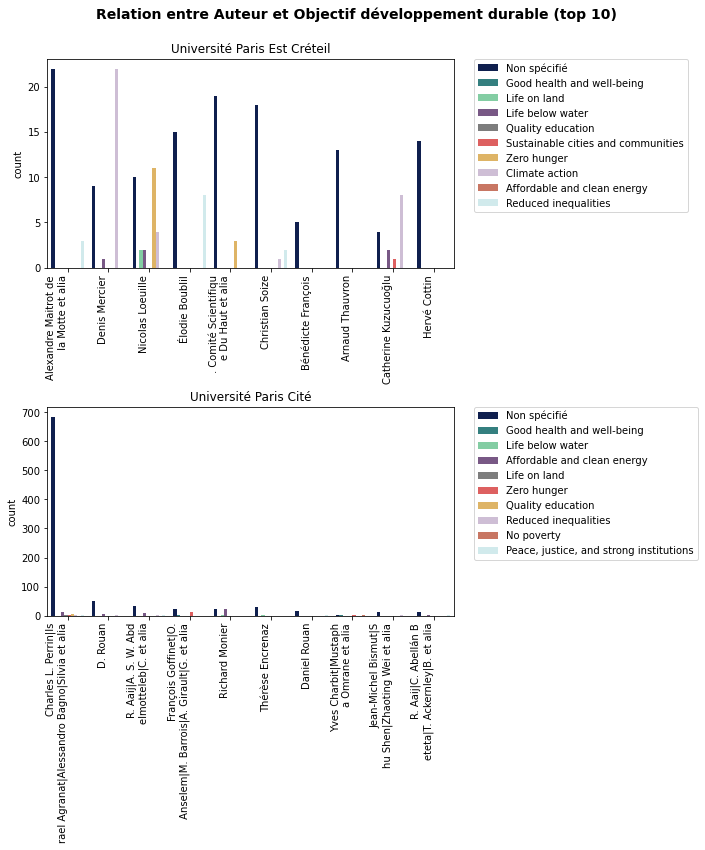 Relation entre Auteur et Objectif développement durable (top 10)
Université Paris Est Créteil
count
20
15
10
5
0
Alexandre Maitrot de
la Motte et alia
Denis Mercier
Nicolas Loeuille
Élodie Boublil
. Comité Scientifiqu
e Du Haut et alia
Christian Soize
Bénédicte François
Arnaud Thauvron
Catherine Kuzucuoğlu
Hervé Cottin
Non spécifié
Good health and well-being
Life on land
Life below water
Quality education
Sustainable cities and communities
Zero hunger
Climate action
Affordable and clean energy
Reduced inequalities
Université Paris Cité
count
700
600
500
400
300
200
100
0
Charles L. Perrin|Is
rael Agranat|Alessandro Bagno|Silvia et alia
D. Rouan
R. Aaij|A. S. W. Abd
elmotteleb|C. et alia
François Goffinet|O.
Anselem|M. Barrois|A. Girault|G. et alia
Richard Monier
Thérèse Encrenaz
Daniel Rouan
Yves Charbit|Mustaph
a Omrane et alia
Jean-Michel Bismut|S
hu Shen|Zhaoting Wei et alia
R. Aaij|C. Abellán B
eteta|T. Ackernley|B. et alia
Non spécifié
Good health and well-being
Life below water
Affordable and clean energy
Life on land
Zero hunger
Quality education
Reduced inequalities
No poverty
Peace, justice, and strong institutions